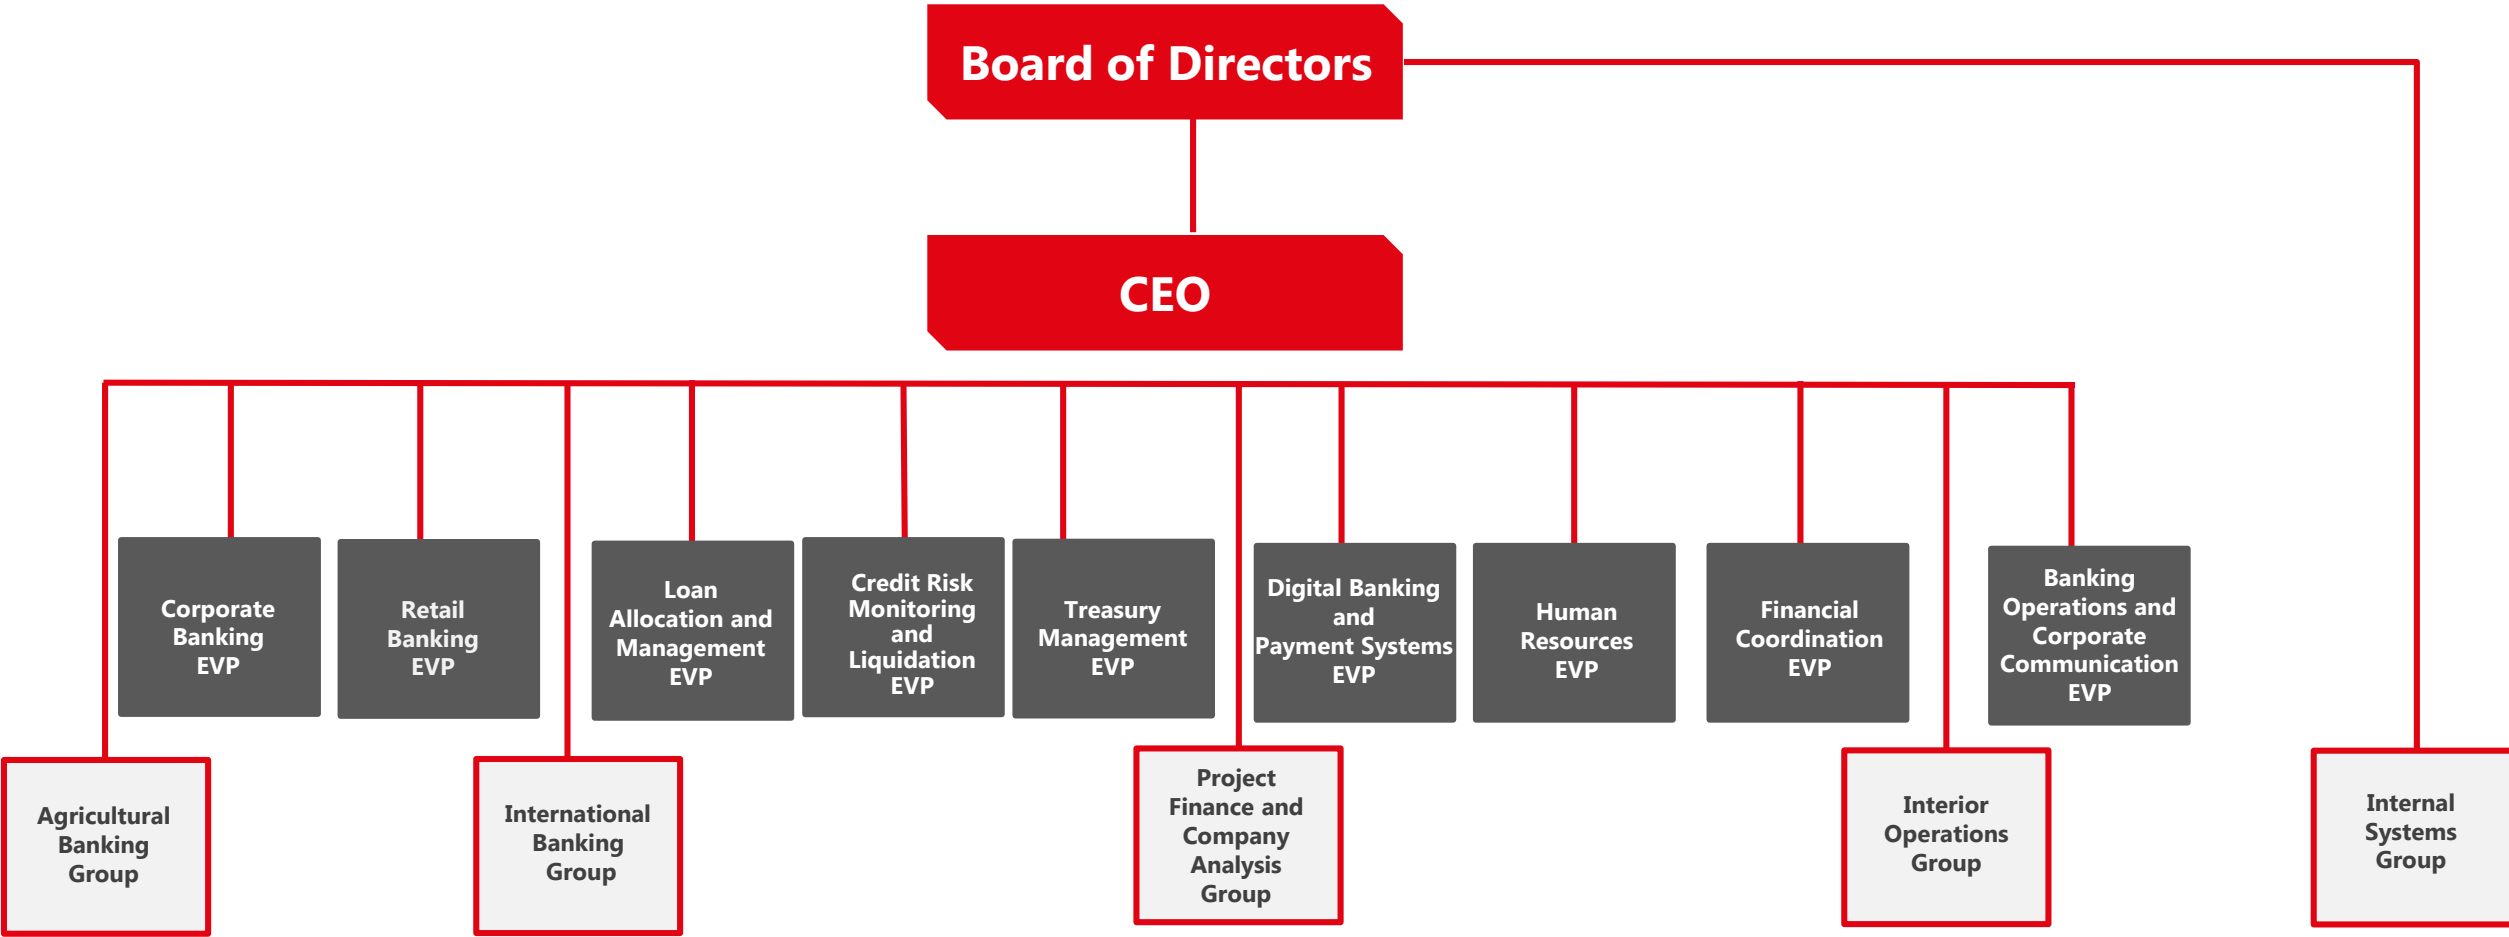 Board of Directors
CEO
Corporate
Banking
EVP
Retail
Banking
EVP
Loan
Allocation and
Management
EVP
Credit Risk
Monitoring
and
Liquidation
EVP
Treasury
Management
EVP
Digital Banking
and
Payment Systems
EVP
Human
Resources
EVP
Financial
Coordination
EVP
Banking
Operations and
Corporate
Communication
EVP
Agricultural
Banking
Group
International
Banking
Group
Project
Finance and
Company
Analysis
Group
Interior
Operations
Group
Internal
Systems
Group